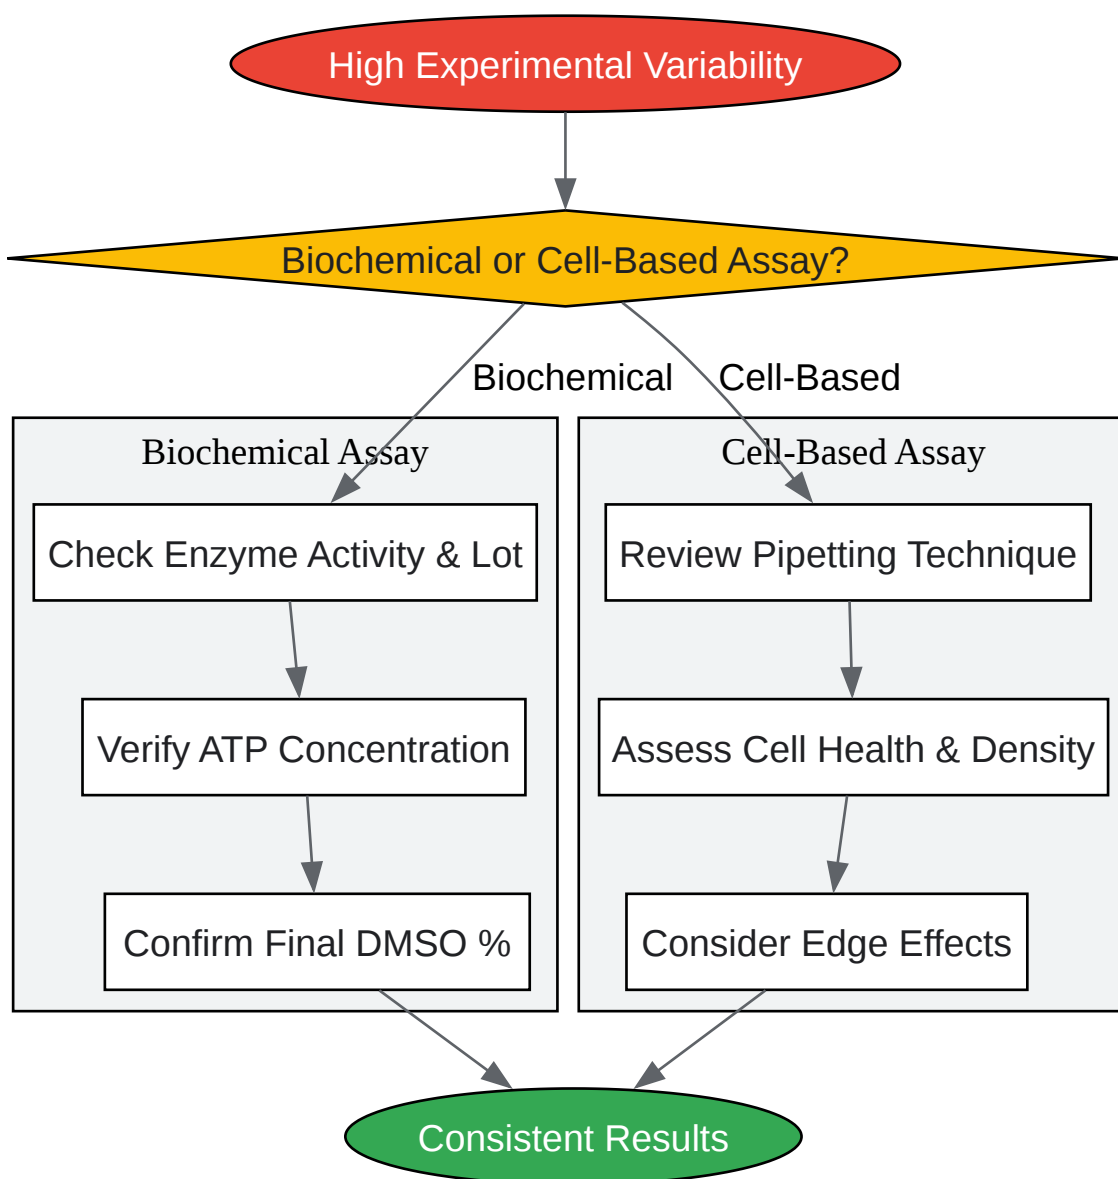 High Experimental Variability
Biochemical or Cell-Based Assay?
Biochemical
Cell-Based
Biochemical Assay
Check Enzyme Activity & Lot
Verify ATP Concentration
Confirm Final DMSO %
Cell-Based Assay
Review Pipetting Technique
Assess Cell Health & Density
Consider Edge Effects
Consistent Results